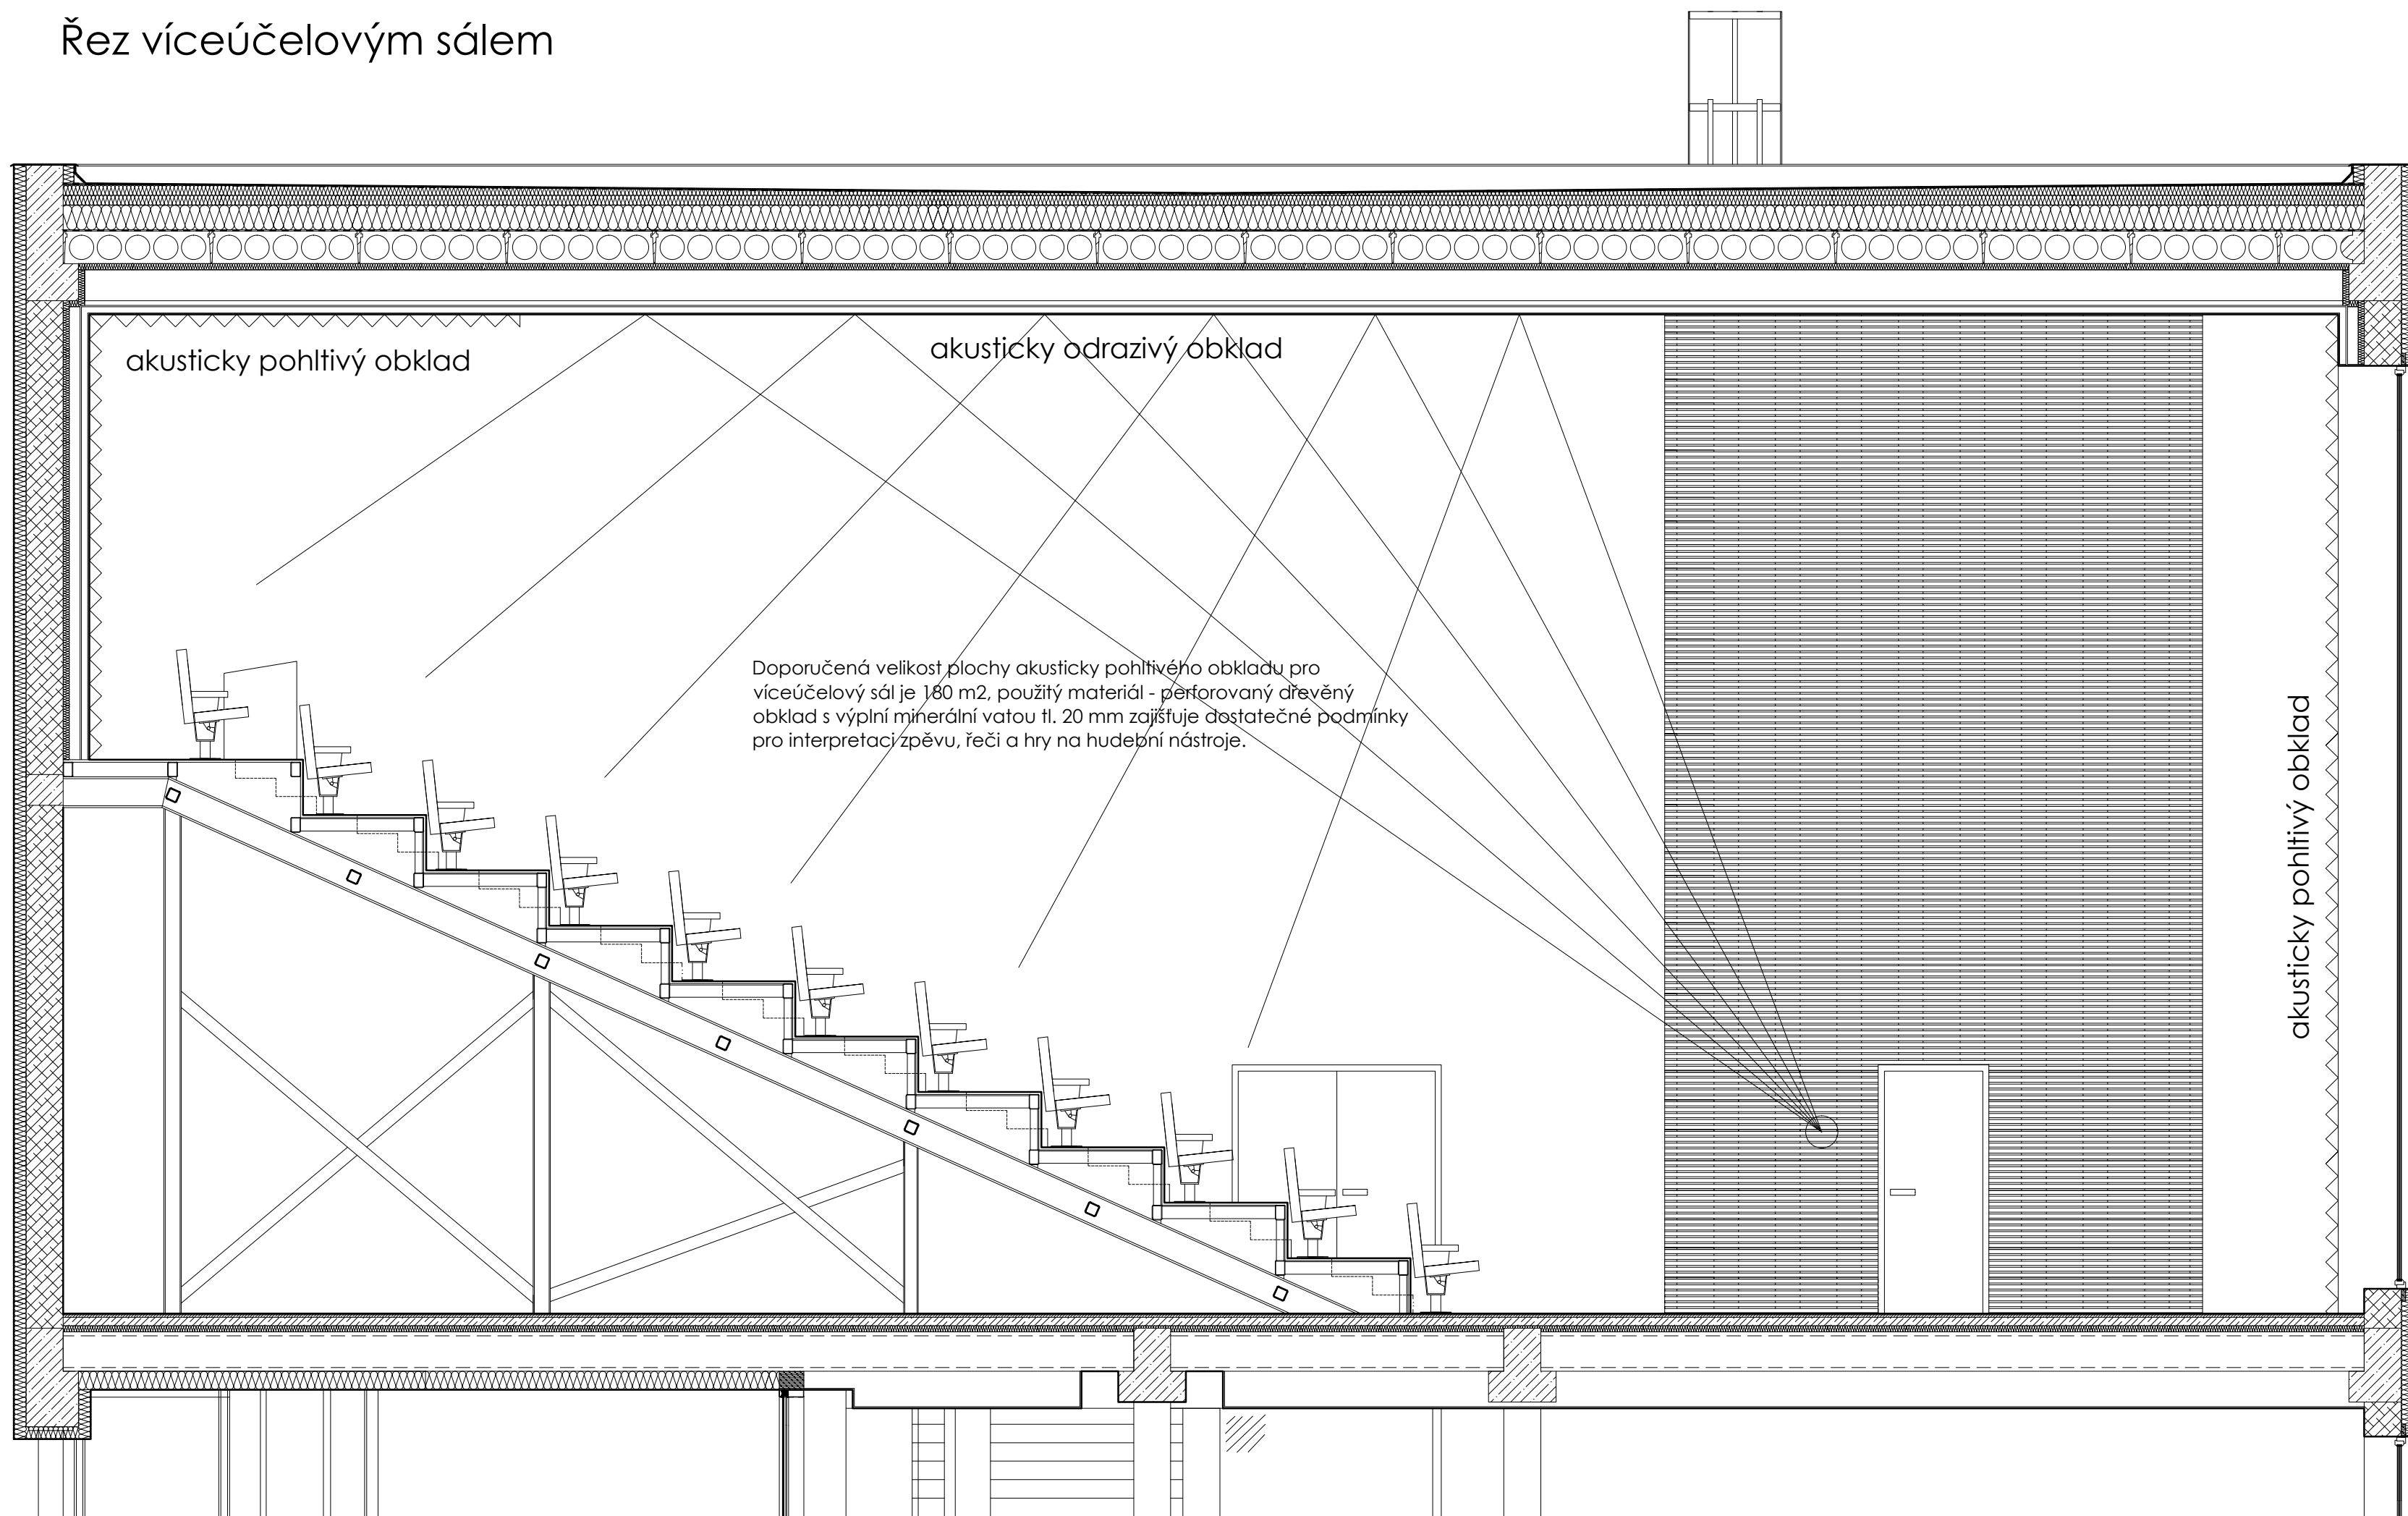 Řez víceúčelovým sálem
akusticky pohltivý obklad
akusticky odrazivý obklad
Doporučená velikost plochy akusticky pohltivého obkladu pro
víceúčelový sál je 180 m2, použitý materiál - perforovaný dřevěný
obklad s výplní minerální vatou tl. 20 mm zajišťuje dostatečné podmínky
pro interpretaci zpěvu, řeči a hry na hudební nástroje.
akusticky pohltivý obklad